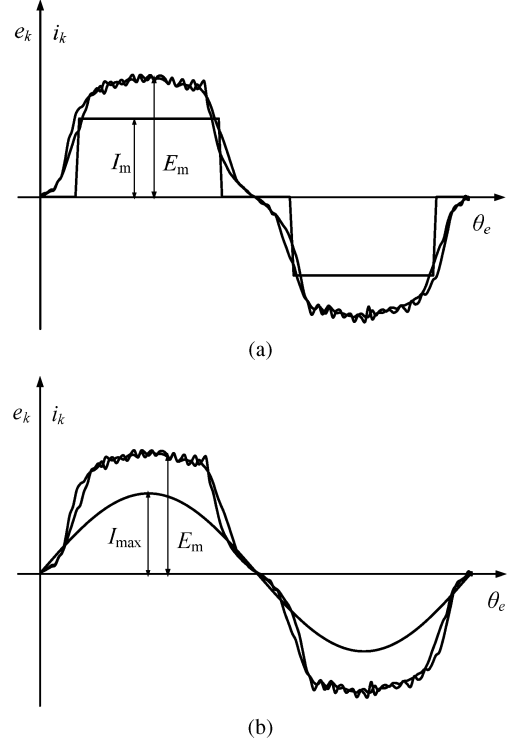 e_k i_k
I_m E_m
θ_e
(a)
e_k i_k
I_max E_m
θ_e
(b)